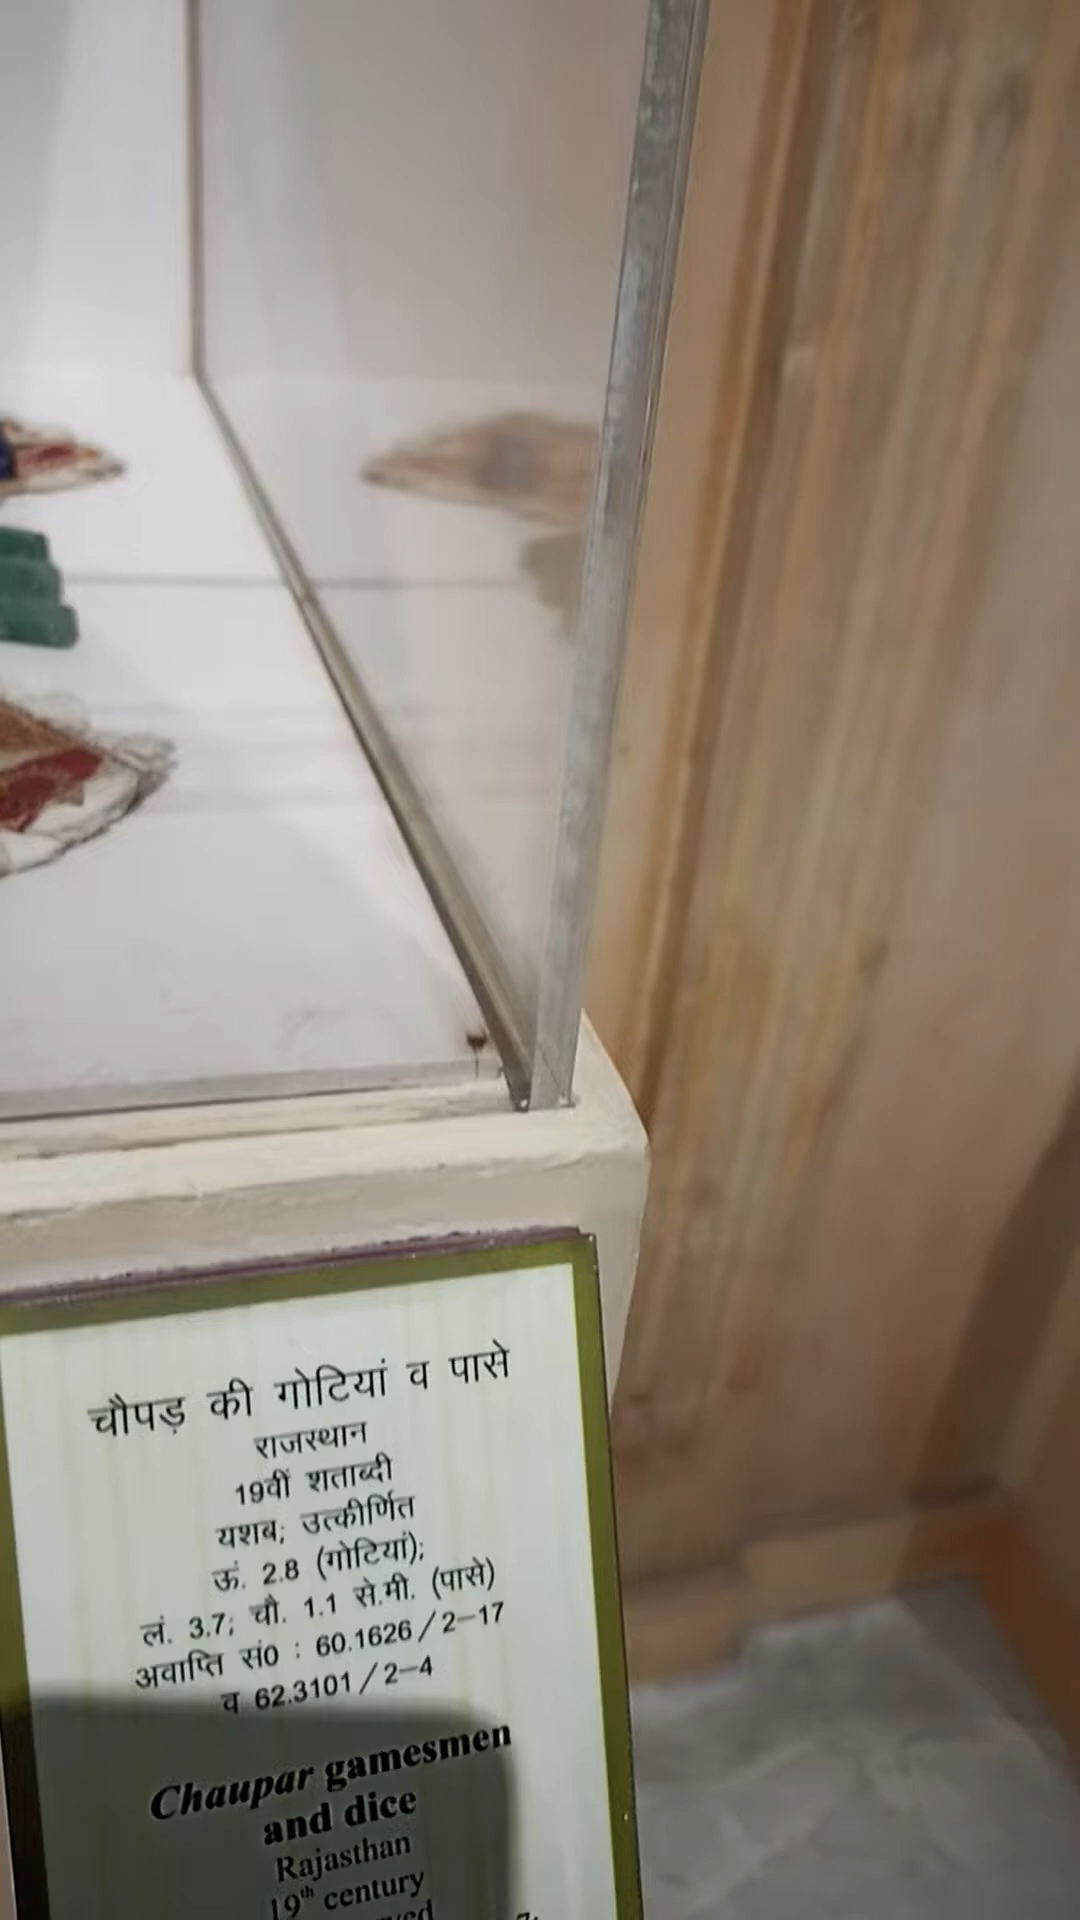 चौपड़ की गोटियां व पासे
राजस्थान
19वीं शताब्दी
यशब; उत्कीर्णित
ऊं. 2.8 (गोटियां);
लं. 3.7; चौ. 1.1 से.मी. (पासे)
अवाप्ति सं0 : 60.1626/2–17
व 62.3101/2–4
Chaupar gamesmen
and dice
Rajasthan
19th century